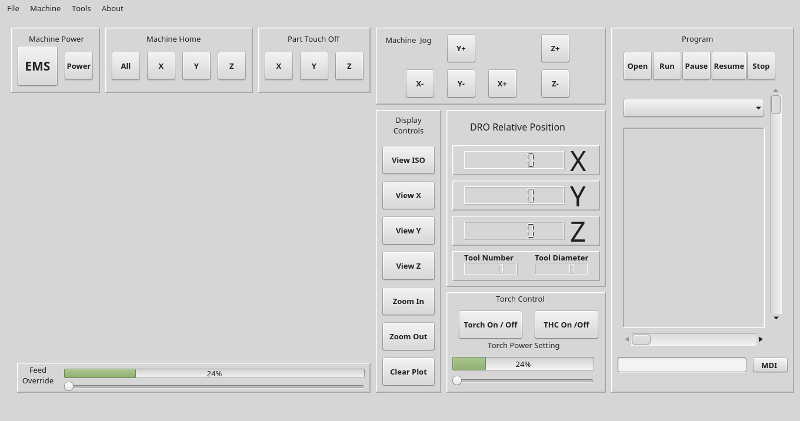 File Machine Tools About
Machine Power
EMS
Power
Machine Home
All X Y Z
Part Touch Off
X Y Z
Machine Jog
Y+
Z+
X-
Y-
X+
Z-
Program
Open Run Pause Resume Stop
Display
Controls
View ISO
View X
View Y
View Z
Zoom In
Zoom Out
Clear Plot
DRO Relative Position
0 X
0 Y
0 Z
Tool Number Tool Diameter
Torch Control
Torch On / Off THC On /Off
Torch Power Setting
24%
Feed
Override
24%
MDI